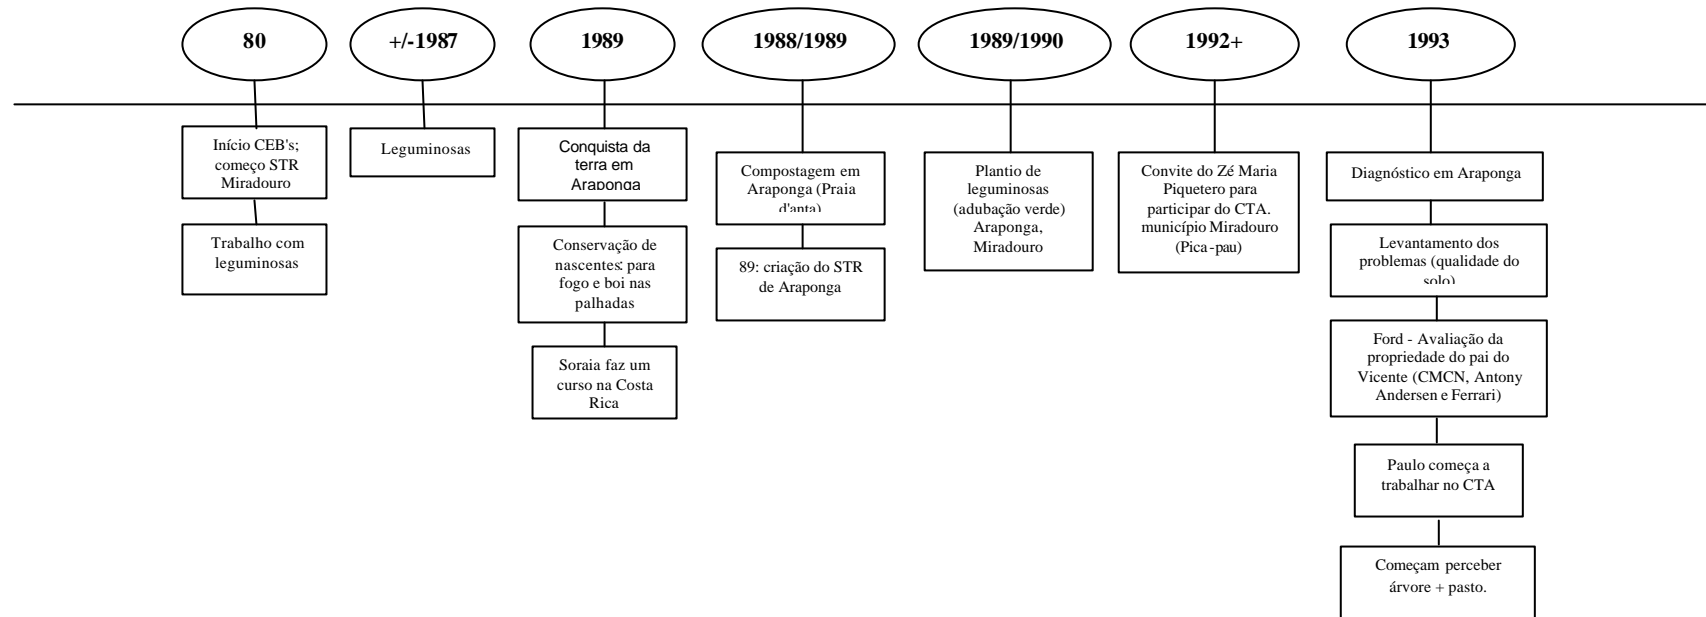 80
+/-1987
1989
1988/1989
1989/1990
1992+
1993
Início CEB's;
começo STR
Miradouro
Trabalho com
leguminosas
Leguminosas
Conquista da
terra em
Araponga
Conservação de
nascentes: para
fogo e boi nas
palhadas
Soraia faz um
curso na Costa
Rica
Compostagem em
Araponga (Praia
d'anta)
89: criação do STR
de Araponga
Plantio de
leguminosas
(adubação verde)
Araponga,
Miradouro
Convite do Zé Maria
Piquetero para
participar do CTA.
município Miradouro
(Pica-pau)
Diagnóstico em Araponga
Levantamento dos
problemas (qualidade do
solo)
Ford - Avaliação da
propriedade do pai do
Vicente (CMCN, Antony
Andersen e Ferrari)
Paulo começa a
trabalhar no CTA
Começam perceber
árvore + pasto.